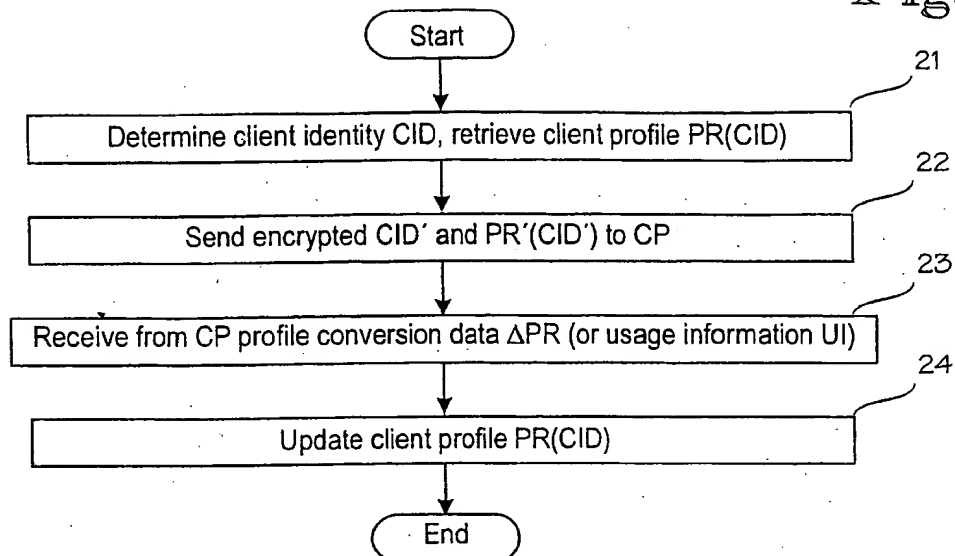 Start
21
Determine client identity CID, retrieve client profile PR(CID)
22
Send encrypted CID´ and PR´(CID´) to CP
23
Receive from CP profile conversion data ΔPR (or usage information UI)
24
Update client profile PR(CID)
End